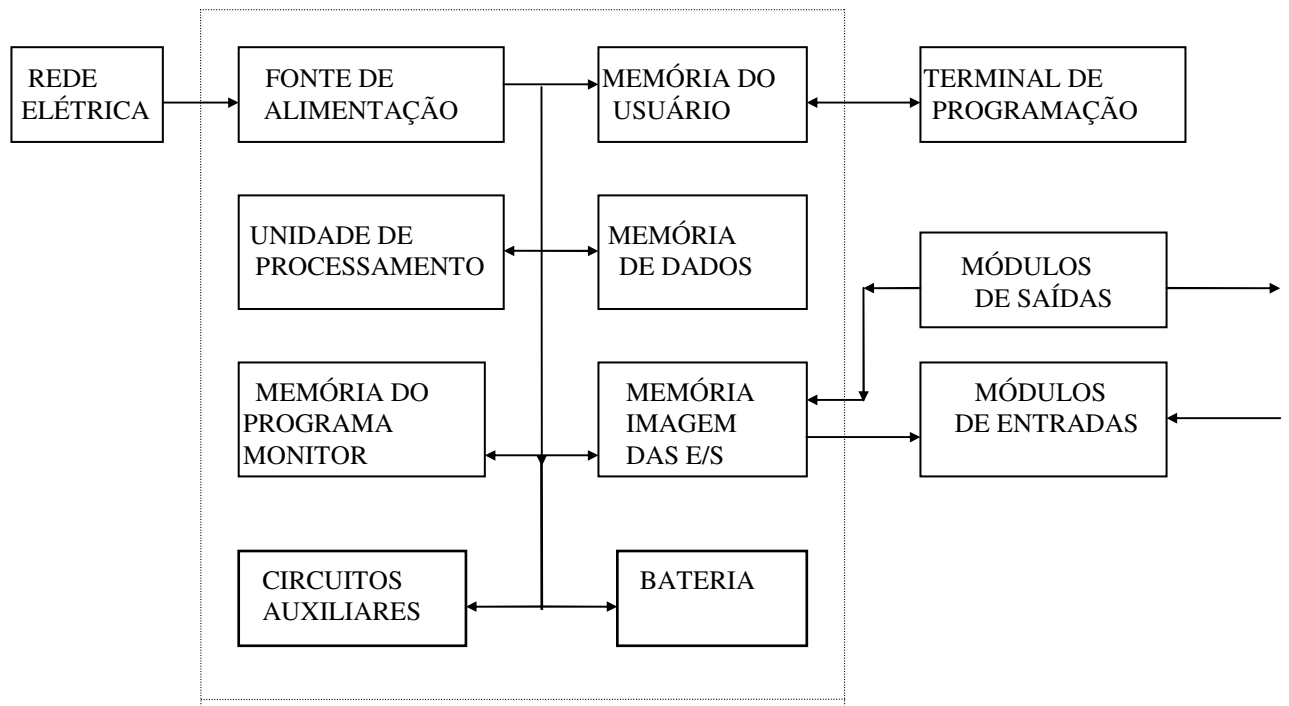 REDE
ELÉTRICA
FONTE DE
ALIMENTAÇÃO
MEMÓRIA DO
USUÁRIO
TERMINAL DE
PROGRAMAÇÃO
UNIDADE DE
PROCESSAMENTO
MEMÓRIA
DE DADOS
MÓDULOS
DE SAÍDAS
MEMÓRIA DO
PROGRAMA
MONITOR
MEMÓRIA
IMAGEM
DAS E/S
MÓDULOS
DE ENTRADAS
CIRCUITOS
AUXILIARES
BATERIA